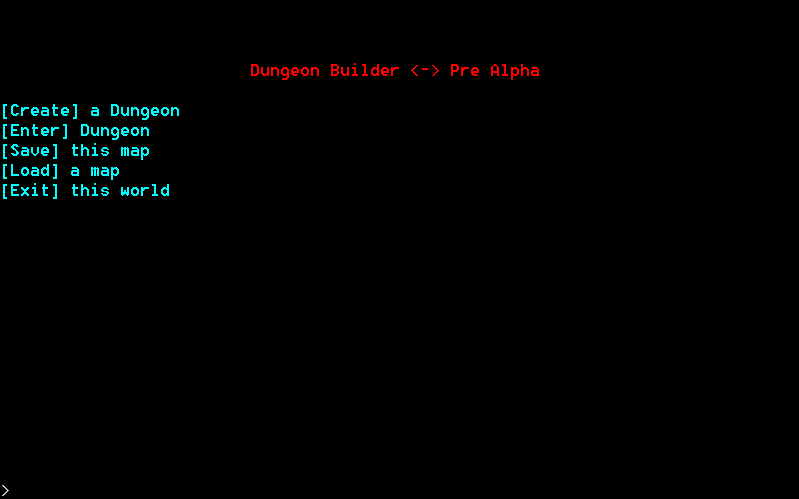 Dungeon Builder <-> Pre Alpha
[Create] a Dungeon
[Enter] Dungeon
[Save] this map
[Load] a map
[Exit] this world
>